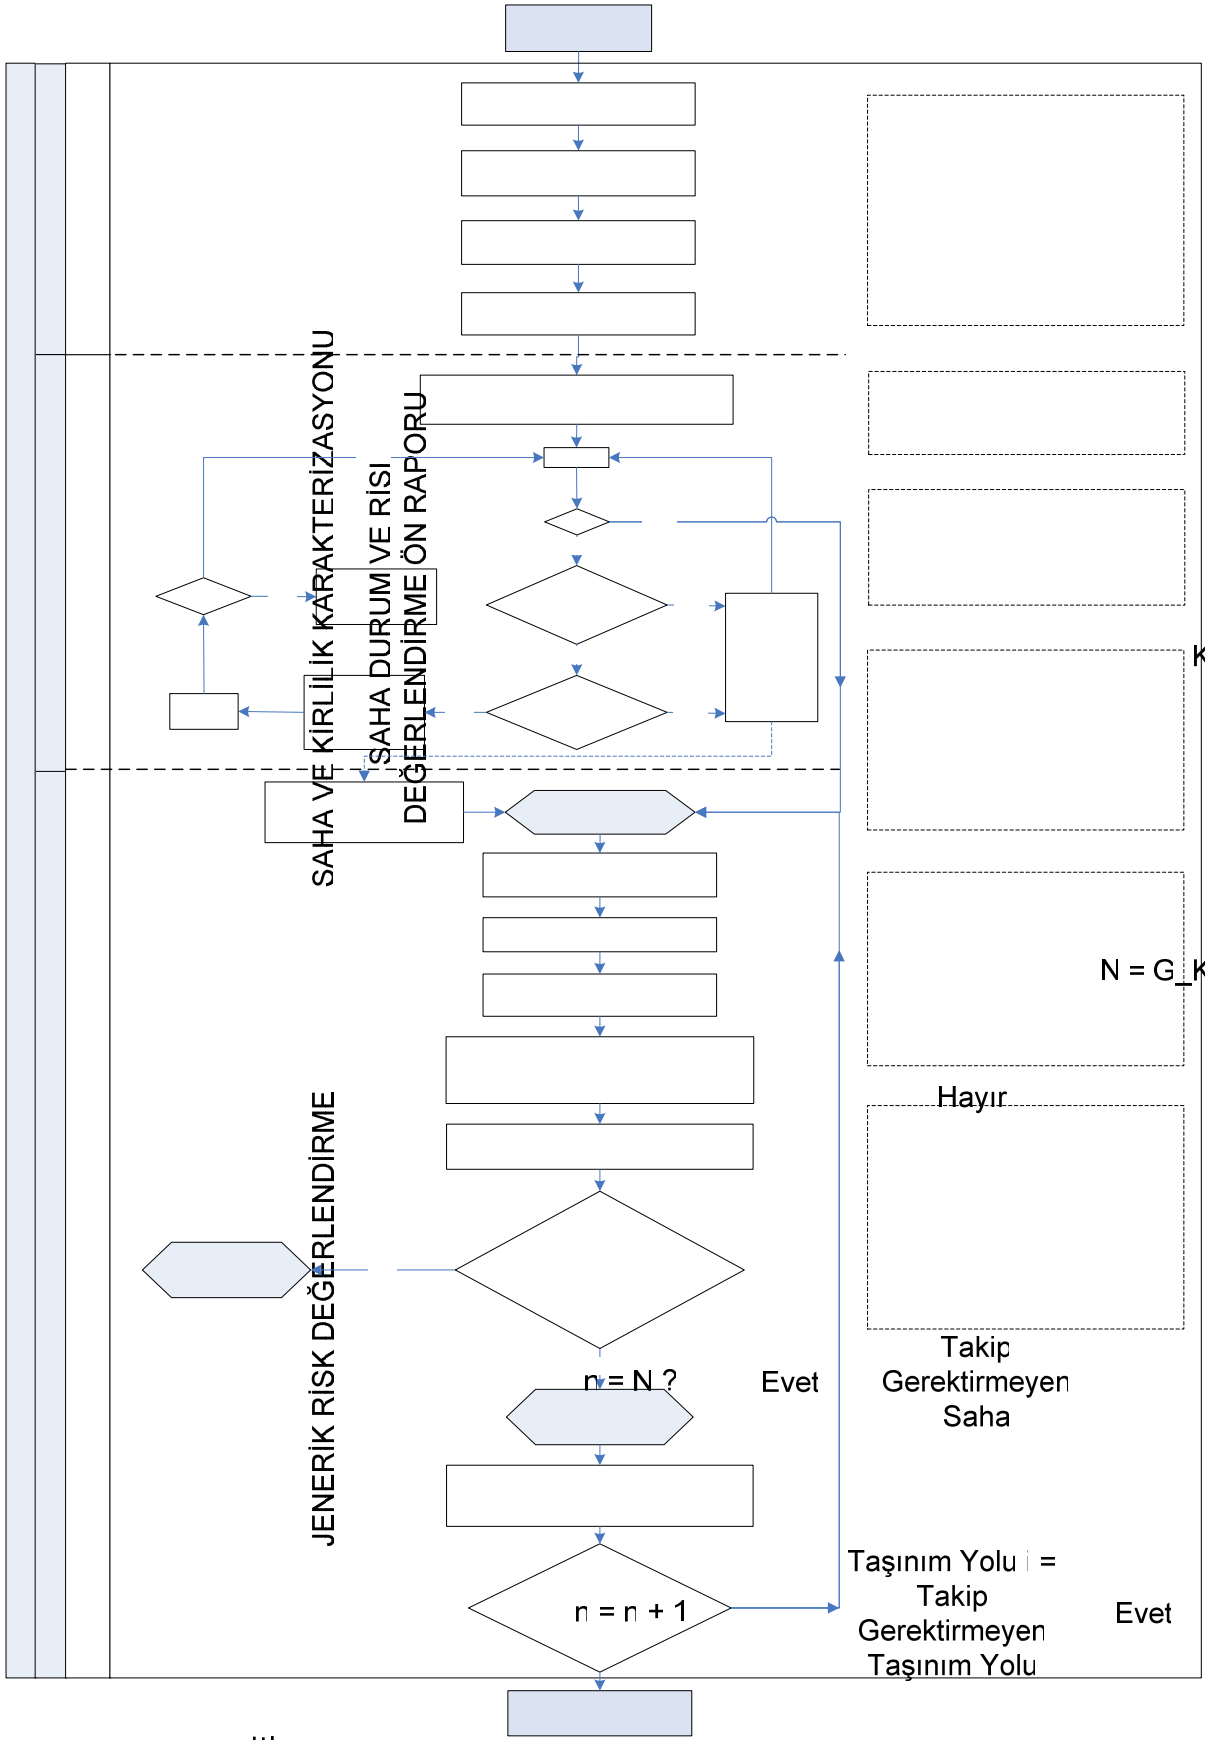 SAHA VE KİRLİLİK KARAKTERİZASYONU
SAHA DURUM VE RİSİ
DEĞERLENDİRME ÖN RAPORU
K
N = G_K
Hayır
JENERİK RİSK DEĞERLENDİRME
n = N ?
Evet
Takip
Gerektirmeyen
Saha
Taşınım Yolu i =
Takip
Gerektirmeyen
Taşınım Yolu
n = n + 1
Evet